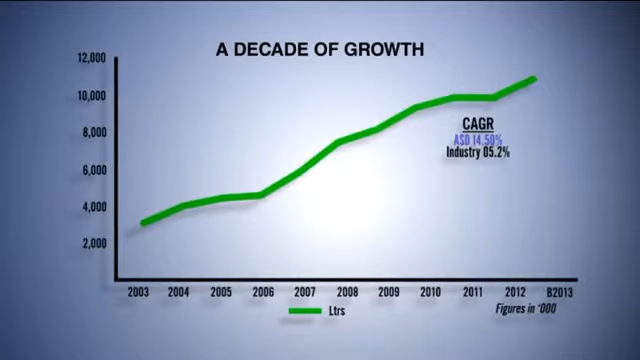 A DECADE OF GROWTH
12,000
10,000
8,000
6,000
4,000
2,000
CAGR
ASD 14.50%
Industry 05.2%
2003 2004 2005 2006 2007 2008 2009 2010 2011 2012 B2013
Ltrs
Figures in '000